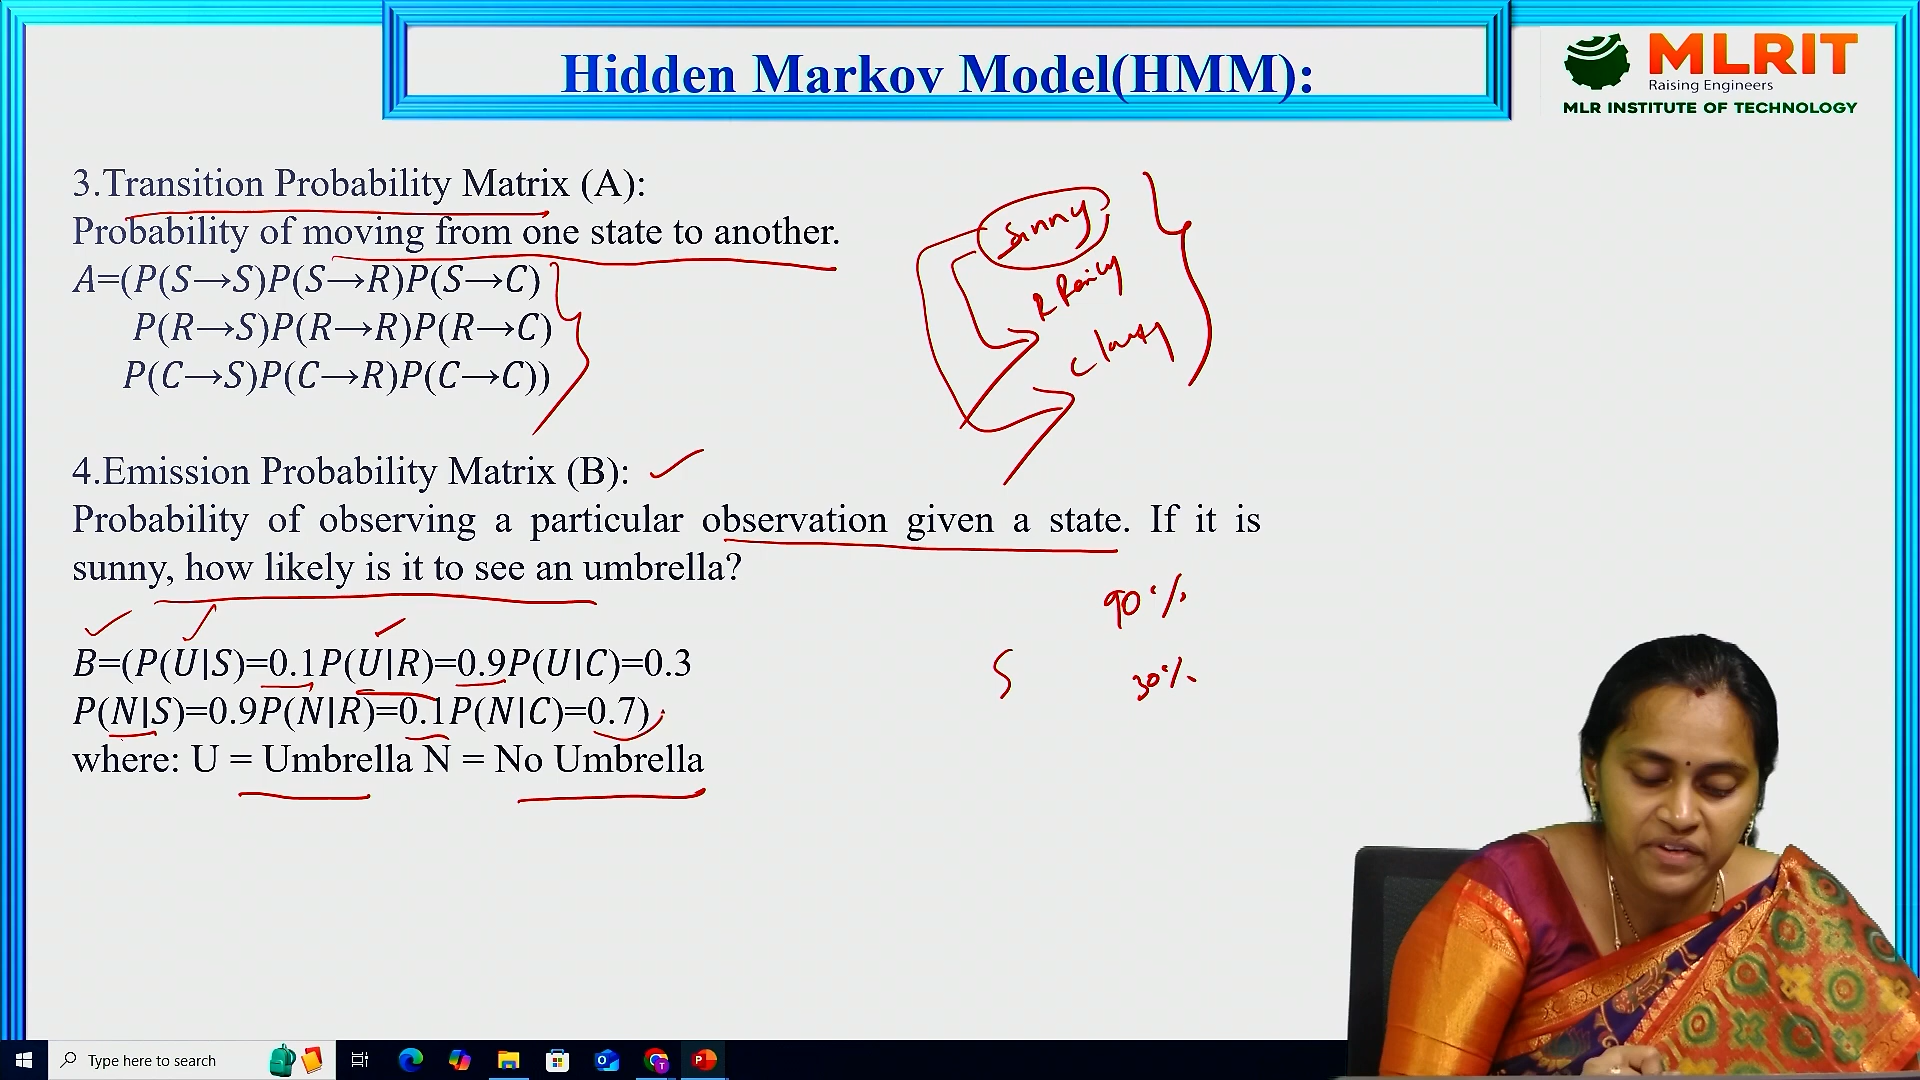 Hidden Markov Model(HMM):
MLRIT
Raising Engineers
MLR INSTITUTE OF TECHNOLOGY
3.Transition Probability Matrix (A):
Probability of moving from one state to another.
A=(P(S→S)P(S→R)P(S→C)
P(R→S)P(R→R)P(R→C)
P(C→S)P(C→R)P(C→C))
Sunny
R Rainy
4.Emission Probability Matrix (B):
Probability of observing a particular observation given a state. If it is
sunny, how likely is it to see an umbrella?
90%
B=(P(U|S)=0.1P(U|R)=0.9P(U|C)=0.3
S 30%
P(N|S)=0.9P(N|R)=0.1P(N|C)=0.7)
where: U = Umbrella N = No Umbrella
Type here to search